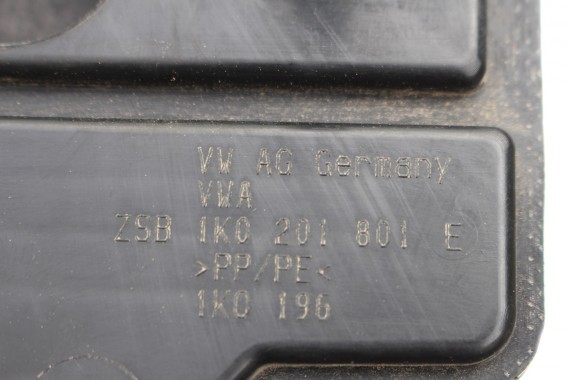 VW AG Germany
VWA
ZSB 1K0 201 801 E
>PP/PE<
1K0 196